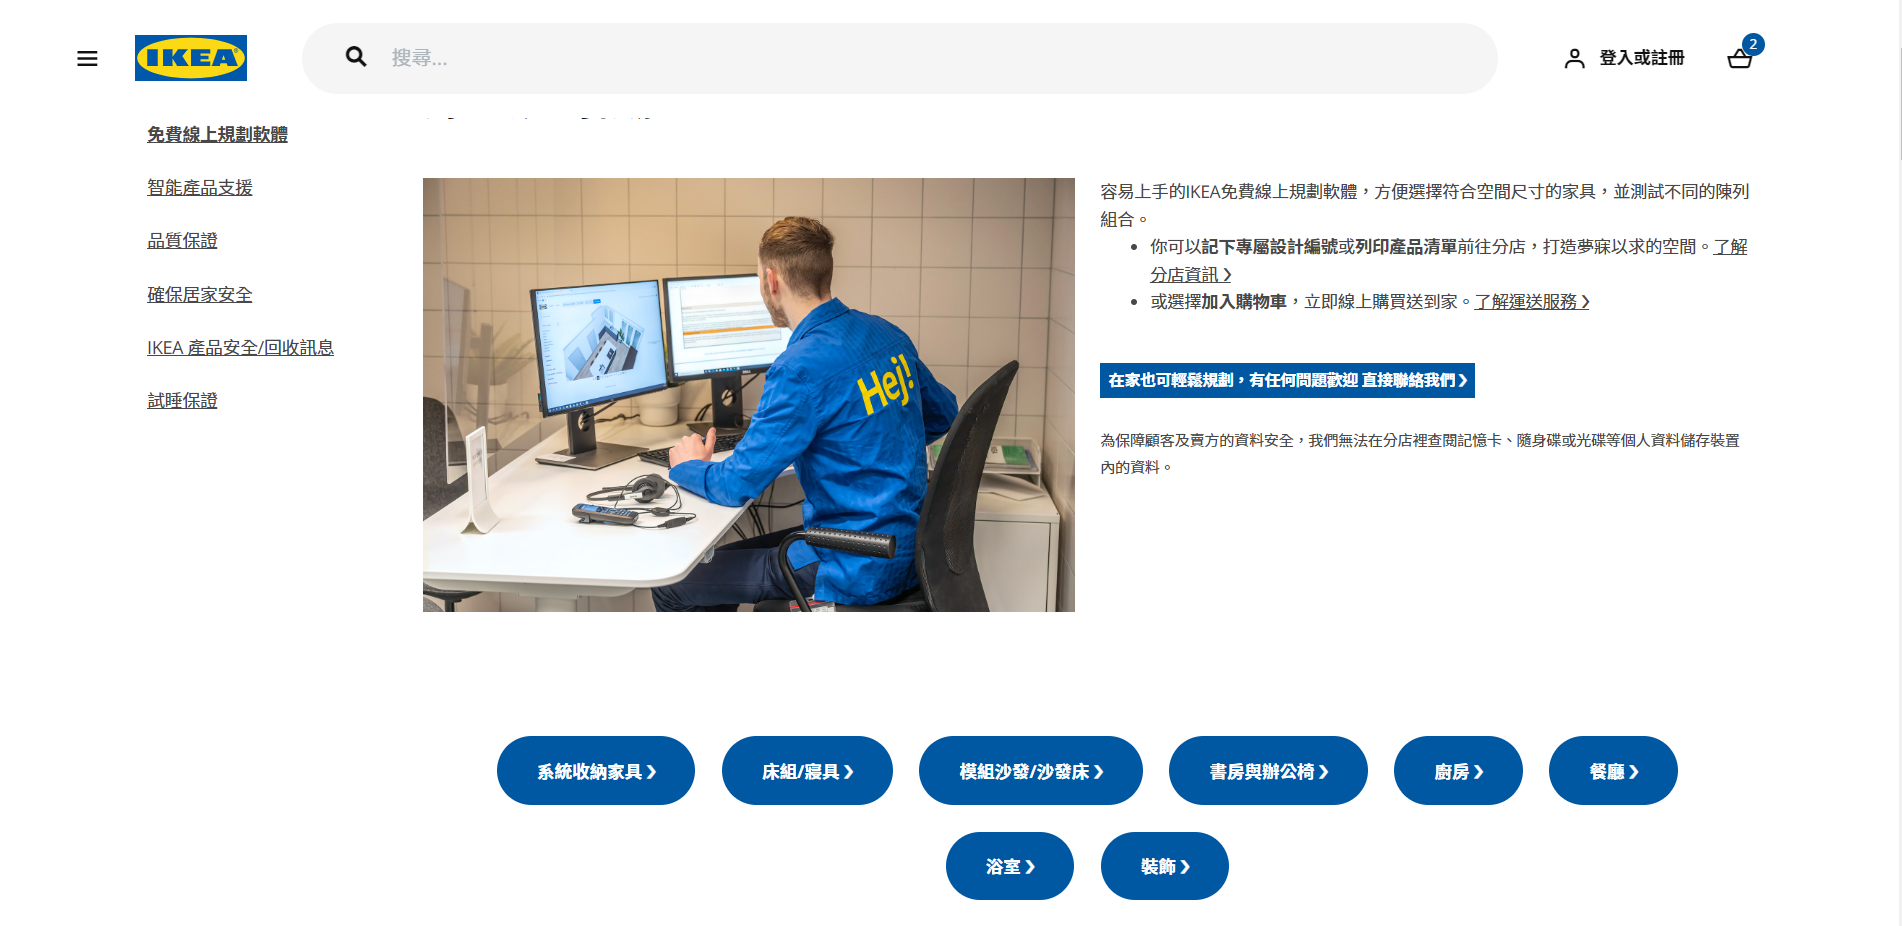 IKEA
搜尋...
登入或註冊
2
免費線上規劃軟體
智能產品支援
品質保證
確保居家安全
IKEA 產品安全/回收訊息
試睡保證
Hej!
容易上手的IKEA免費線上規劃軟體，方便選擇符合空間尺寸的家具，並測試不同的陳列
組合。
• 你可以記下專屬設計編號或列印產品清單前往分店，打造夢寐以求的空間。了解
分店資訊 ❯
• 或選擇加入購物車，立即線上購買送到家。了解運送服務 ❯
在家也可輕鬆規劃，有任何問題歡迎 直接聯絡我們 ❯
為保障顧客及賣方的資料安全，我們無法在分店裡查閱記憶卡、隨身碟或光碟等個人資料儲存裝置
內的資料。
系統收納家具 ❯
床組/寢具 ❯
模組沙發/沙發床 ❯
書房與辦公椅 ❯
廚房 ❯
餐廳 ❯
浴室 ❯
裝飾 ❯